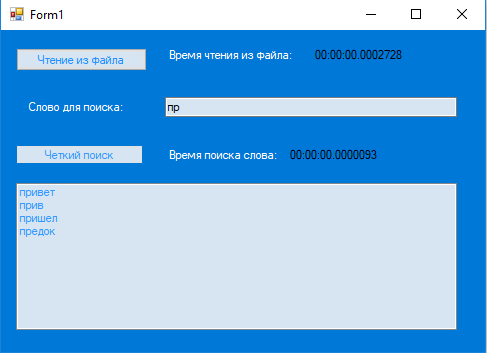 Form1
Чтение из файла
Время чтения из файла: 00:00:00.0002728
Слово для поиска: пр
Четкий поиск
Время поиска слова: 00:00:00.0000093
привет
прив
пришел
предок